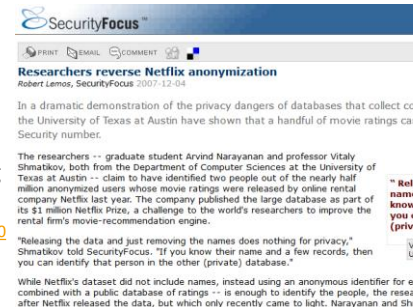 SecurityFocus™
PRINT EMAIL COMMENT
Researchers reverse Netflix anonymization
Robert Lemos, SecurityFocus 2007-12-04
In a dramatic demonstration of the privacy dangers of databases that collect
the University of Texas at Austin have shown that a handful of movie ratings
Security number.
The researchers -- graduate student Arvind Narayanan and professor Vitaly
Shmatikov, both from the Department of Computer Sciences at the University of
Texas at Austin -- claim to have identified two people out of the nearly half
million anonymized users whose movie ratings were released by online rental
company Netflix last year. The company published the large database as part of
its $1 million Netflix Prize, a challenge to the world's researchers to improve the
rental firm's movie-recommendation engine.
" Rel
name
know
you
(priv
"Releasing the data and just removing the names does nothing for privacy,"
Shmatikov told SecurityFocus. "If you know their name and a few records, then
you can identify that person in the other (private) database."
While Netflix's dataset did not include names, instead using an anonymous identifier for
combined with a public database of ratings -- is enough to identify the people, the
after Netflix released the data, but which only recently came to light. Narayanan and